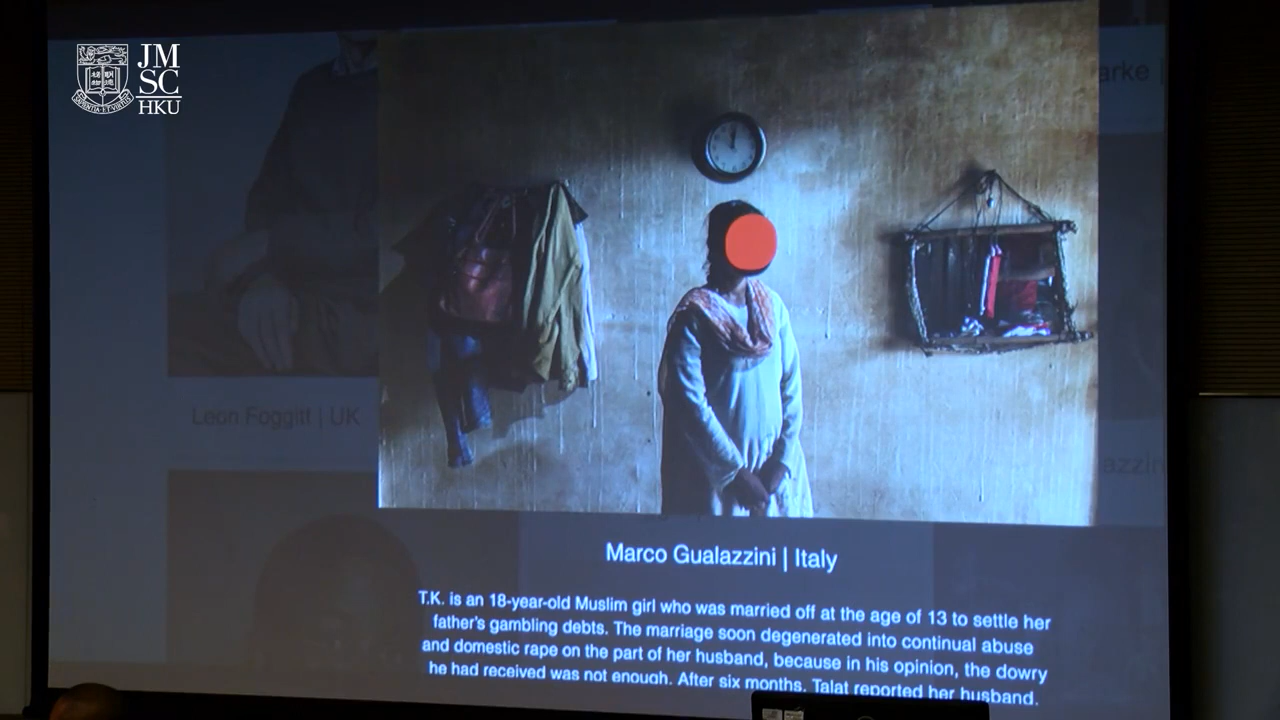 JM
SC
HKU
arke |
Leon Foggitt | UK
azzin
Marco Gualazzini | Italy
T.K. is an 18-year-old Muslim girl who was married off at the age of 13 to settle her
father's gambling debts. The marriage soon degenerated into continual abuse
and domestic rape on the part of her husband, because in his opinion, the dowry
he had received was not enough. After six months, Talat reported her husband.